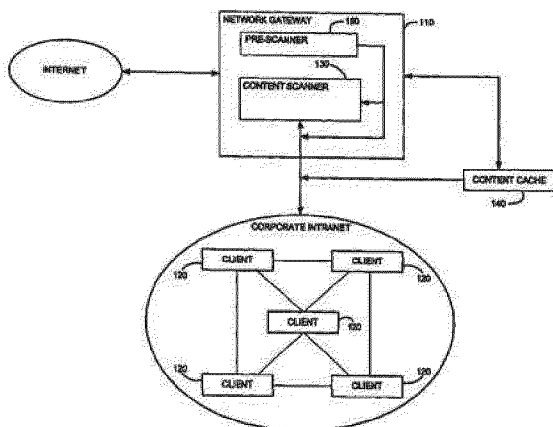 NETWORK GATEWAY
150
110
PRE-SCANNER
130
INTERNET
CONTENT SCANNER
CONTENT CACHE
140
CORPORATE INTRANET
CLIENT
CLIENT
120
120
CLIENT
120
120
120
CLIENT
CLIENT